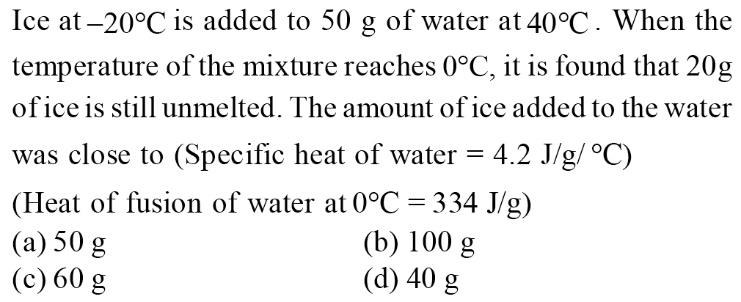 Ice at –20°C is added to 50 g of water at 40°C. When the
temperature of the mixture reaches 0°C, it is found that 20g
of ice is still unmelted. The amount of ice added to the water
was close to (Specific heat of water = 4.2 J/g/ °C)
(Heat of fusion of water at 0°C = 334 J/g)
(a) 50 g (b) 100 g
(c) 60 g (d) 40 g